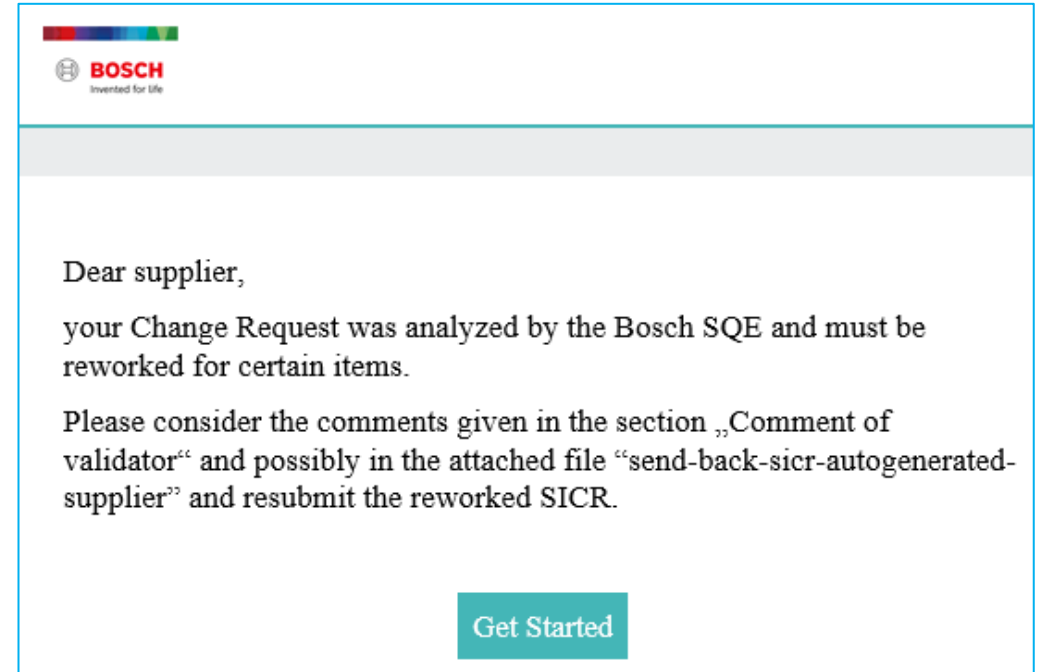 BOSCH
Invented for life
Dear supplier,
your Change Request was analyzed by the Bosch SQE and must be
reworked for certain items.
Please consider the comments given in the section „Comment of
validator“ and possibly in the attached file “send-back-sicr-autogenerated-
supplier” and resubmit the reworked SICR.
Get Started